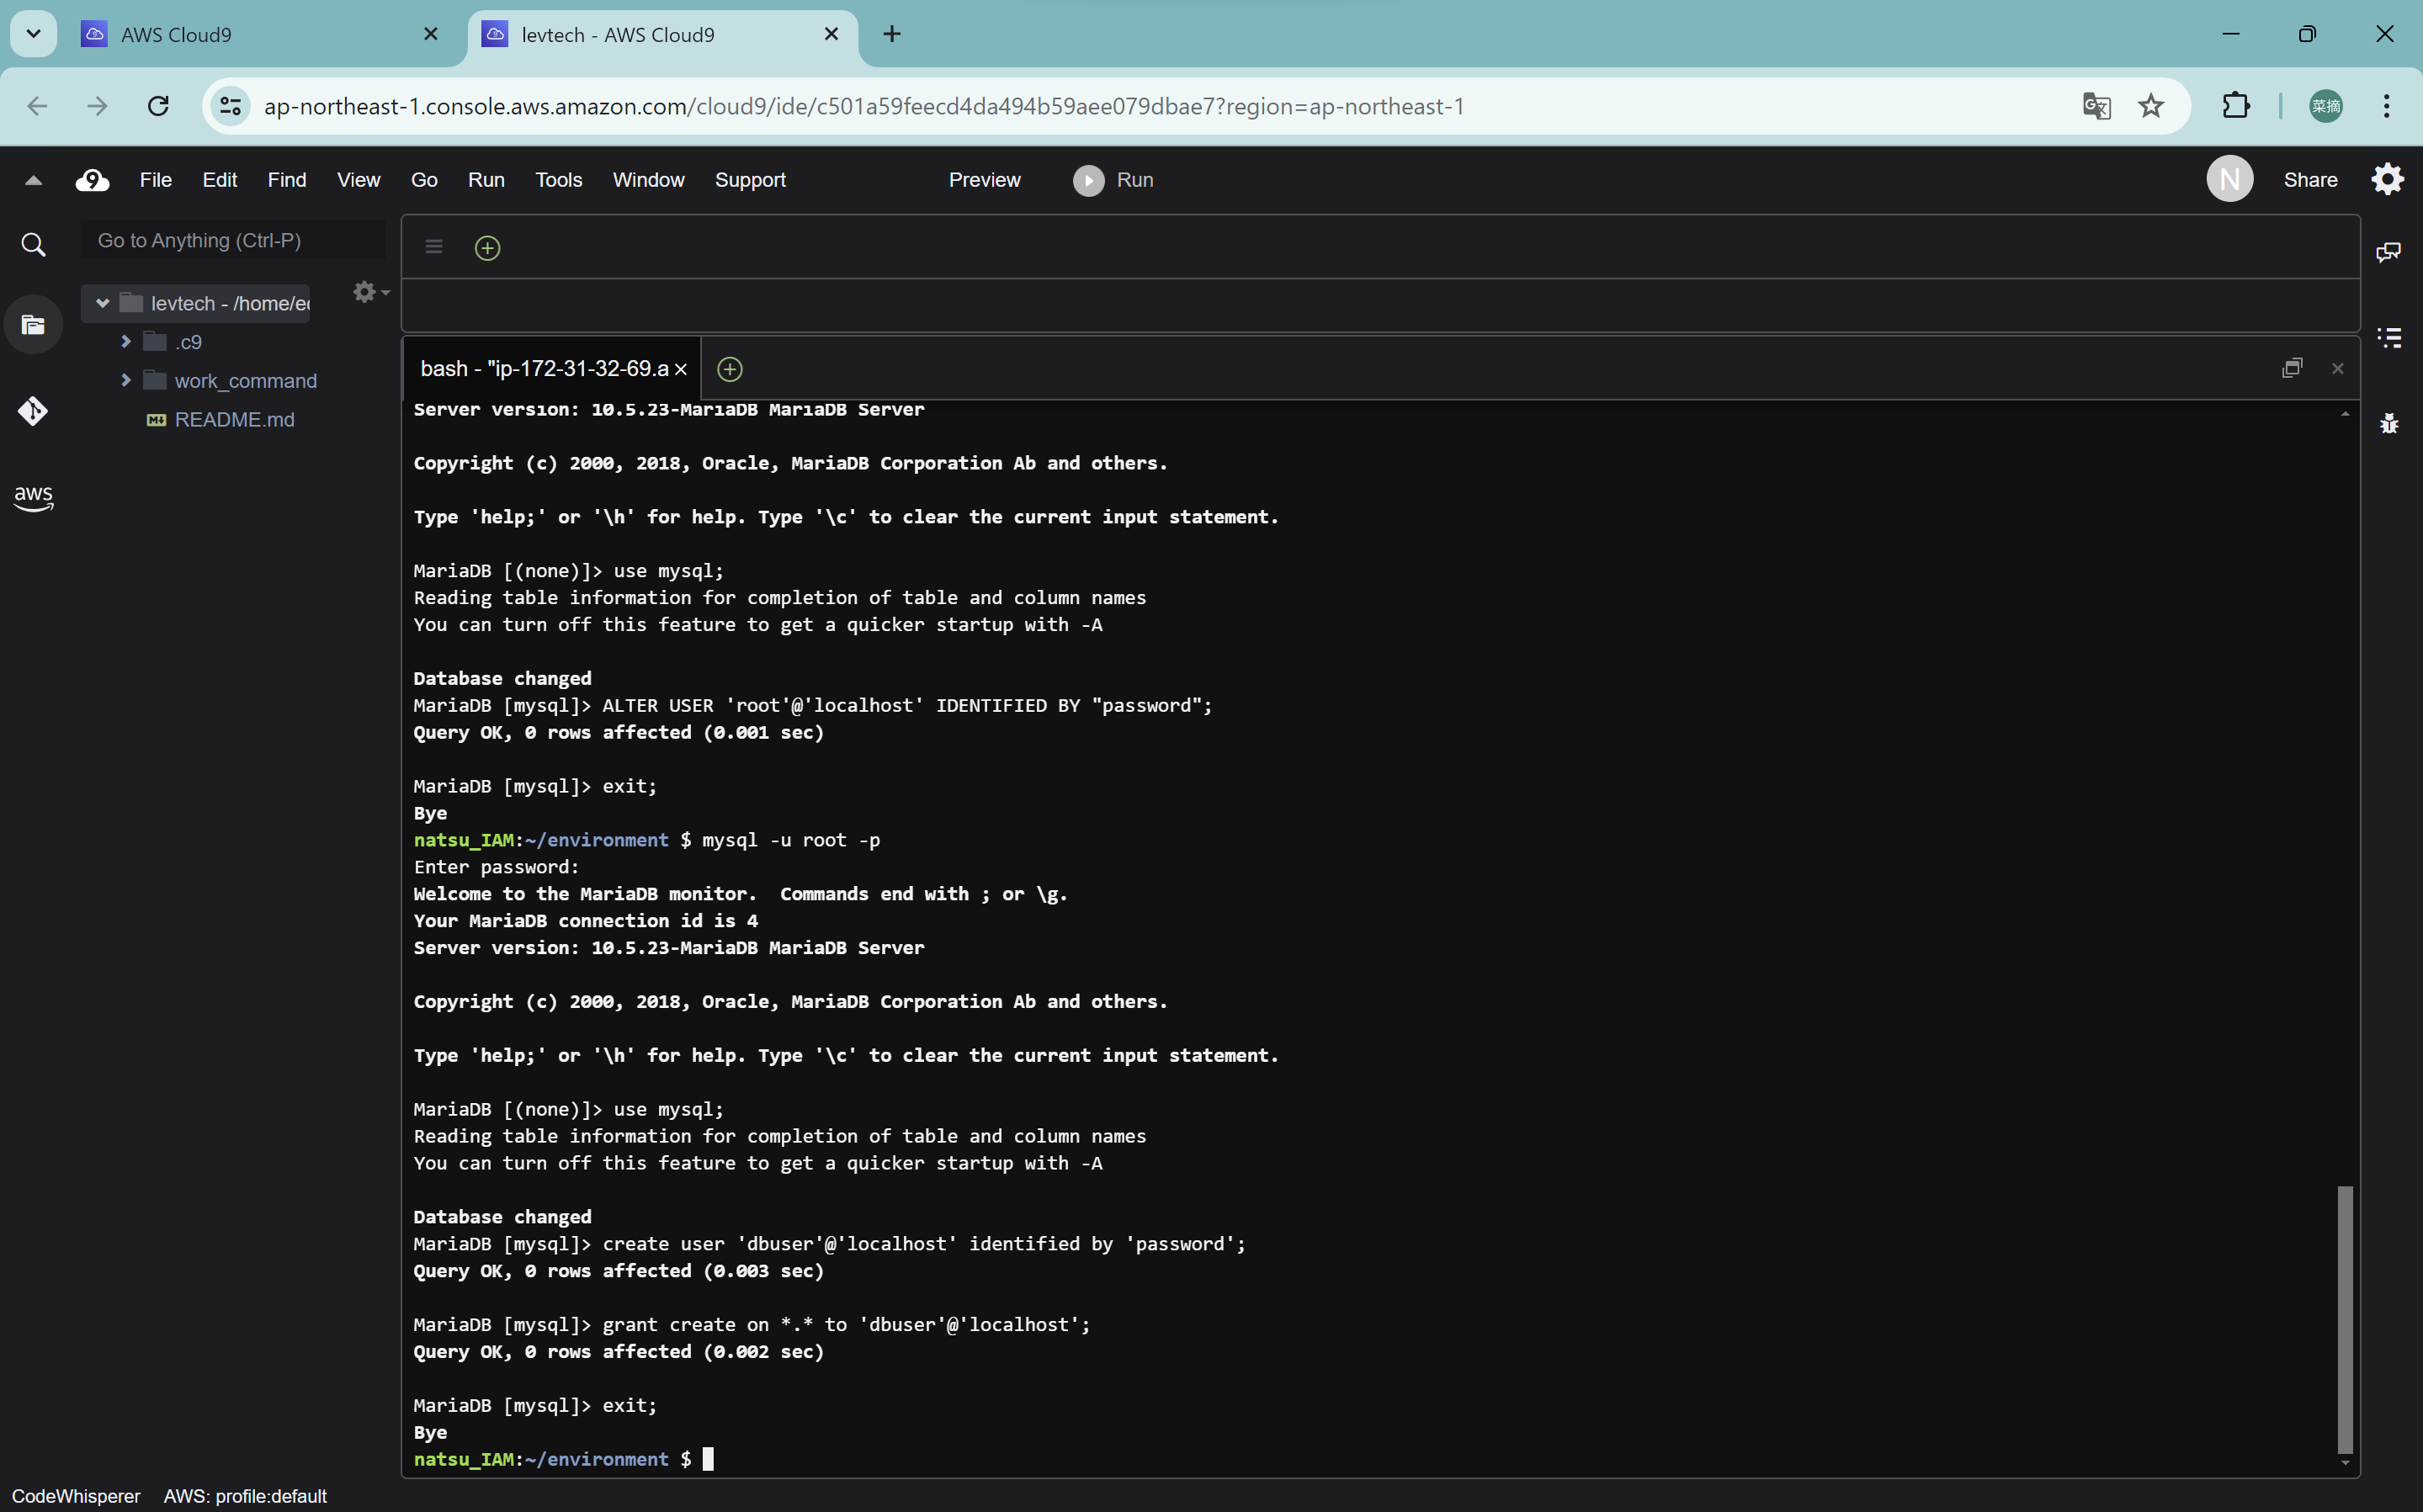 AWS Cloud9
levtech - AWS Cloud9
ap-northeast-1.console.aws.amazon.com/cloud9/ide/c501a59feecd4da494b59aee079dbae7?region=ap-northeast-1
菜摘
9 File Edit Find View Go Run Tools Window Support Preview Run N Share
Go to Anything (Ctrl-P)
levtech - /home/ec
.c9
work_command
M↓ README.md
aws
bash - "ip-172-31-32-69.a
Server version: 10.5.23-MariaDB MariaDB Server
Copyright (c) 2000, 2018, Oracle, MariaDB Corporation Ab and others.
Type 'help;' or '\h' for help. Type '\c' to clear the current input statement.
MariaDB [(none)]> use mysql;
Reading table information for completion of table and column names
You can turn off this feature to get a quicker startup with -A
Database changed
MariaDB [mysql]> ALTER USER 'root'@'localhost' IDENTIFIED BY "password";
Query OK, 0 rows affected (0.001 sec)
MariaDB [mysql]> exit;
Bye
natsu_IAM:~/environment $ mysql -u root -p
Enter password:
Welcome to the MariaDB monitor.  Commands end with ; or \g.
Your MariaDB connection id is 4
Server version: 10.5.23-MariaDB MariaDB Server
Copyright (c) 2000, 2018, Oracle, MariaDB Corporation Ab and others.
Type 'help;' or '\h' for help. Type '\c' to clear the current input statement.
MariaDB [(none)]> use mysql;
Reading table information for completion of table and column names
You can turn off this feature to get a quicker startup with -A
Database changed
MariaDB [mysql]> create user 'dbuser'@'localhost' identified by 'password';
Query OK, 0 rows affected (0.003 sec)
MariaDB [mysql]> grant create on *.* to 'dbuser'@'localhost';
Query OK, 0 rows affected (0.002 sec)
MariaDB [mysql]> exit;
Bye
natsu_IAM:~/environment $
CodeWhisperer AWS: profile:default